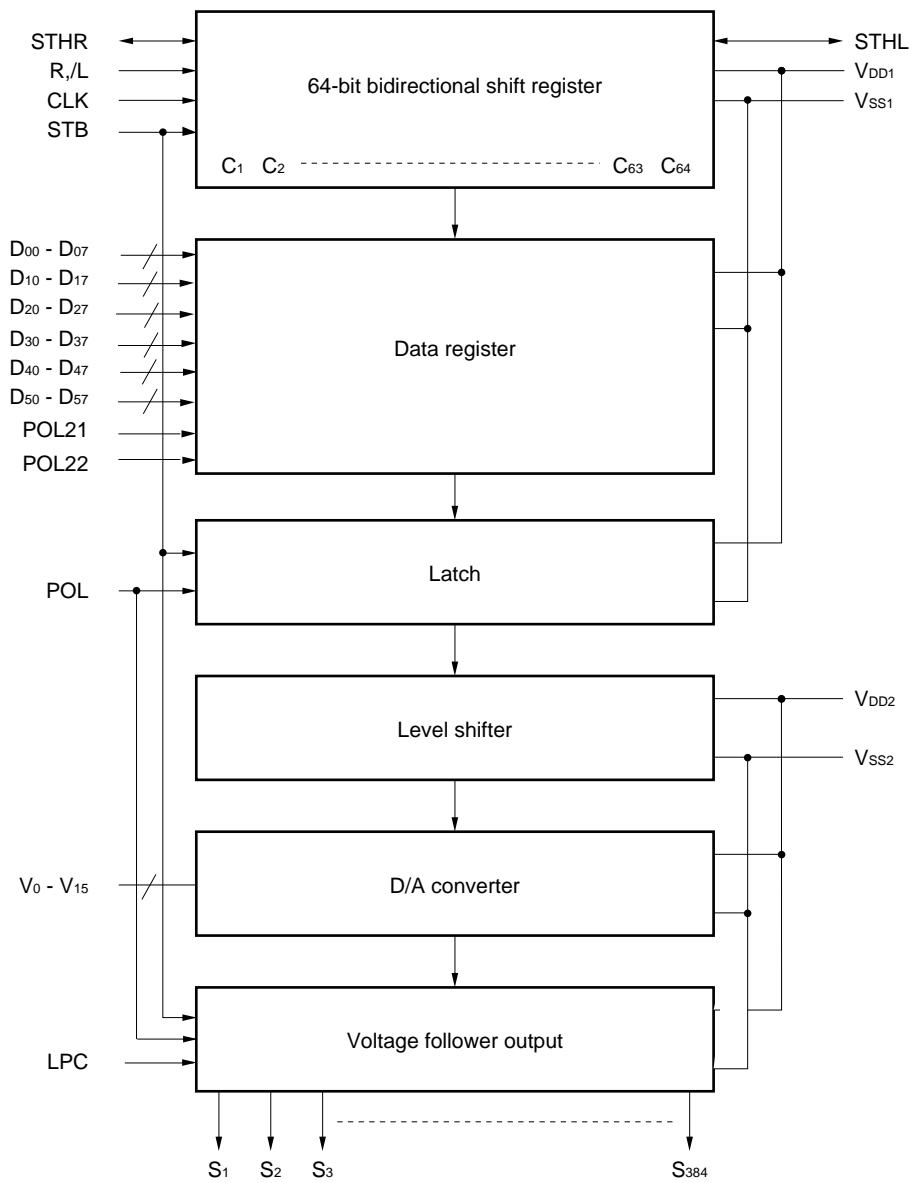 STHR
STHL
R,/L
64-bit bidirectional shift register
VDD1
CLK
VSS1
STB
C1 C2 C63 C64
D00 - D07
D10 - D17
D20 - D27
D30 - D37
Data register
D40 - D47
D50 - D57
POL21
POL22
Latch
POL
Level shifter
VDD2
VSS2
V0 - V15
D/A converter
Voltage follower output
LPC
S1 S2 S3 S384